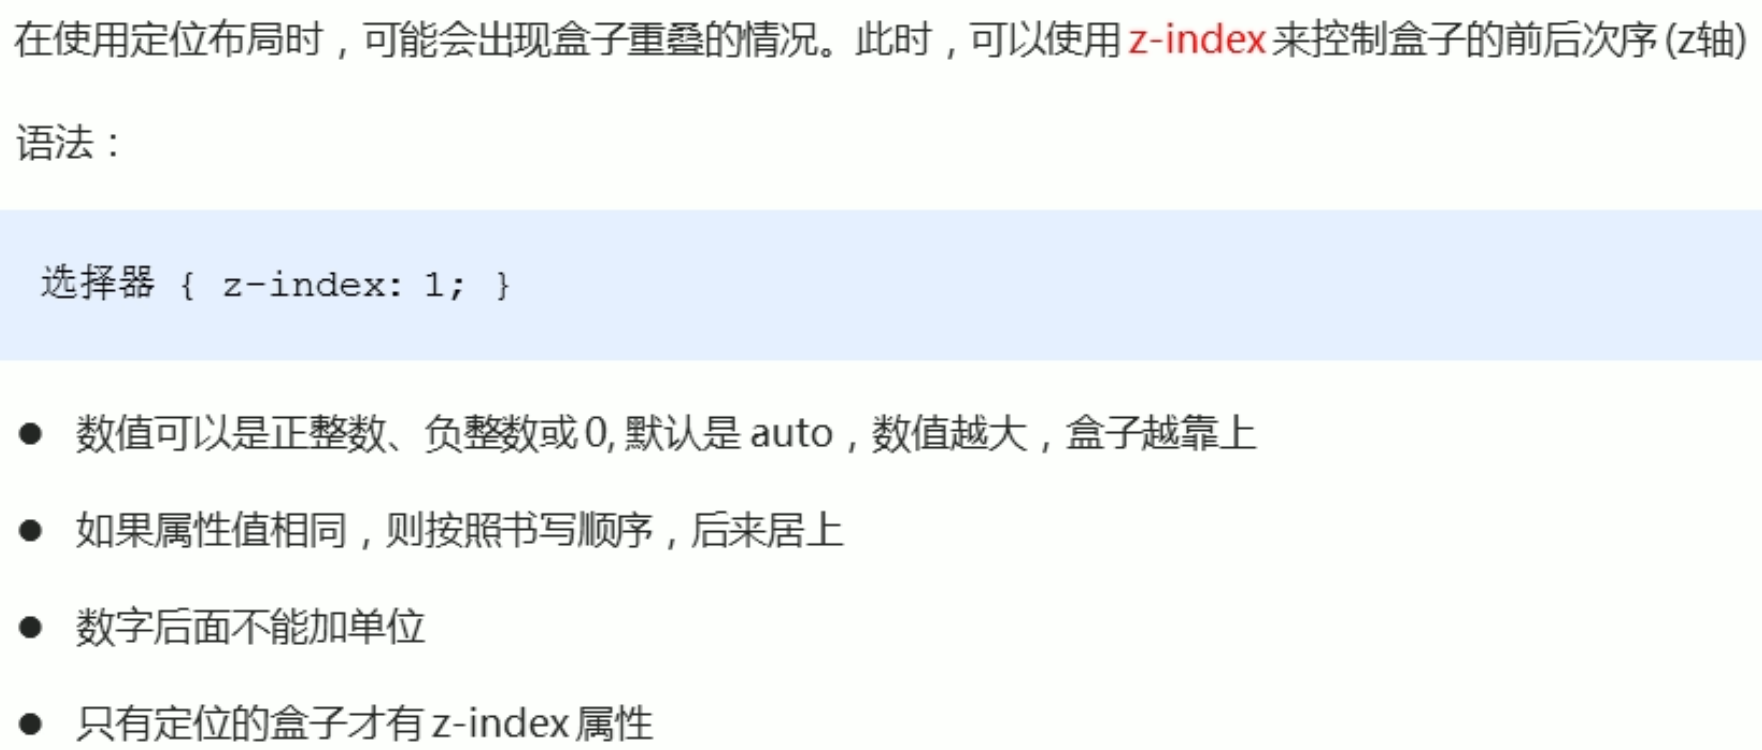 在使用定位布局时，可能会出现盒子重叠的情况。此时，可以使用 z-index 来控制盒子的前后次序 (z轴)
语法：
选择器 { z-index: 1; }
● 数值可以是正整数、负整数或 0, 默认是 auto，数值越大，盒子越靠上
● 如果属性值相同，则按照书写顺序，后来居上
● 数字后面不能加单位
● 只有定位的盒子才有 z-index 属性